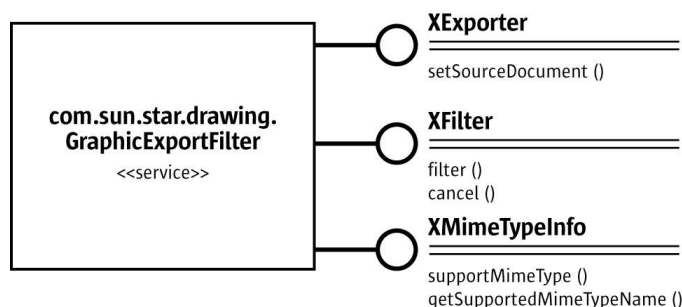 com.sun.star.drawing.
GraphicExportFilter
<<service>>
XExporter
setSourceDocument ()
XFilter
filter ()
cancel ()
XMimeTypeInfo
supportMimeType ()
getSupportedMimeTypeName ()